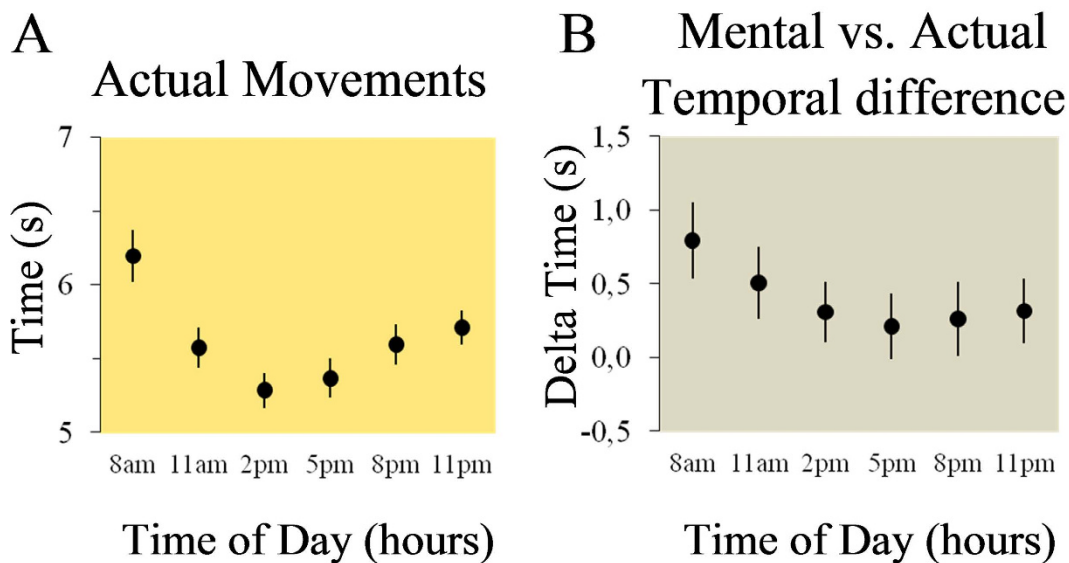 A
Actual Movements
7
6
5
Time (s)
8am 11am 2pm 5pm 8pm 11pm
Time of Day (hours)
B
Mental vs. Actual
Temporal difference
1,5
1,0
0,5
0,0
-0,5
Delta Time (s)
8am 11am 2pm 5pm 8pm 11pm
Time of Day (hours)